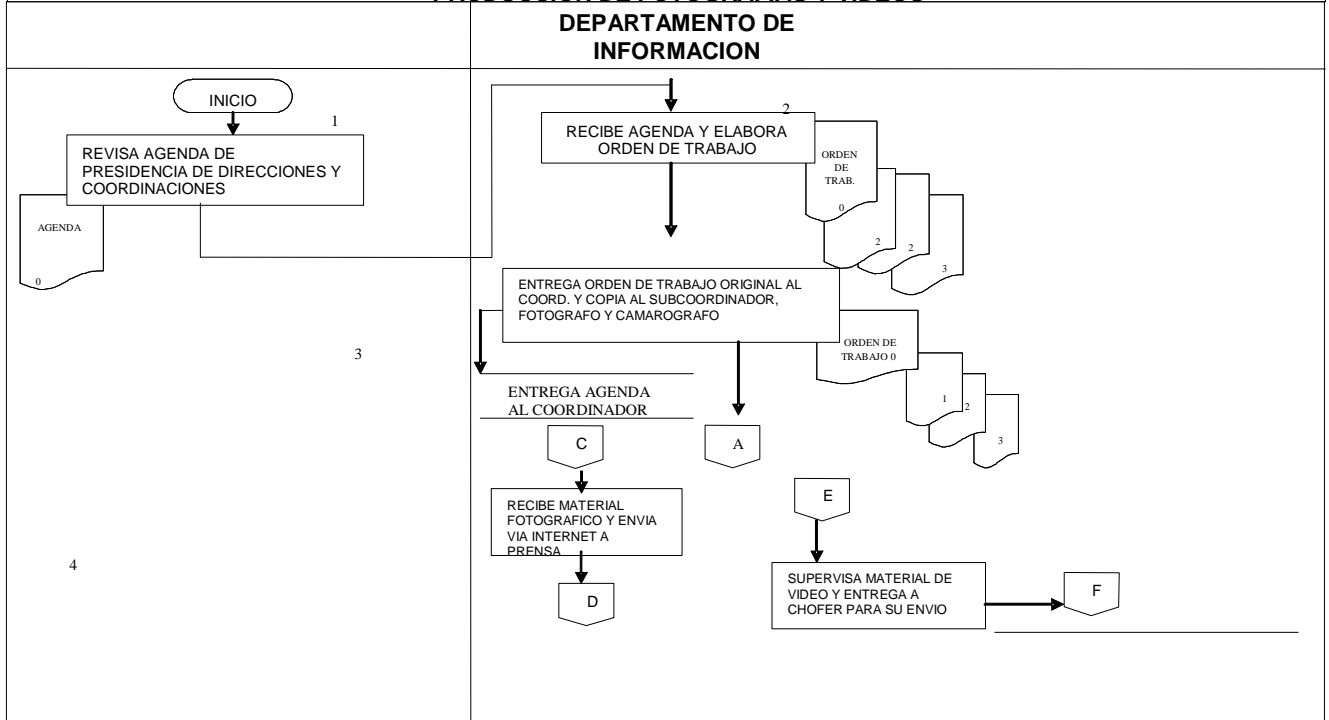 DEPARTAMENTO DE
INFORMACION
INICIO
1
REVISA AGENDA DE
PRESIDENCIA DE DIRECCIONES Y
COORDINACIONES
AGENDA
0
2
RECIBE AGENDA Y ELABORA
ORDEN DE TRABAJO
ORDEN
DE
TRAB.
0
2
2
3
ENTREGA ORDEN DE TRABAJO ORIGINAL AL
COORD. Y COPIA AL SUBCOORDINADOR,
FOTOGRAFO Y CAMAROGRAFO
ORDEN DE
TRABAJO 0
1
2
3
3
ENTREGA AGENDA
AL COORDINADOR
C
A
RECIBE MATERIAL
FOTOGRAFICO Y ENVIA
VIA INTERNET A
PRENSA
D
E
4
SUPERVISA MATERIAL DE
VIDEO Y ENTREGA A
CHOFER PARA SU ENVIO
F